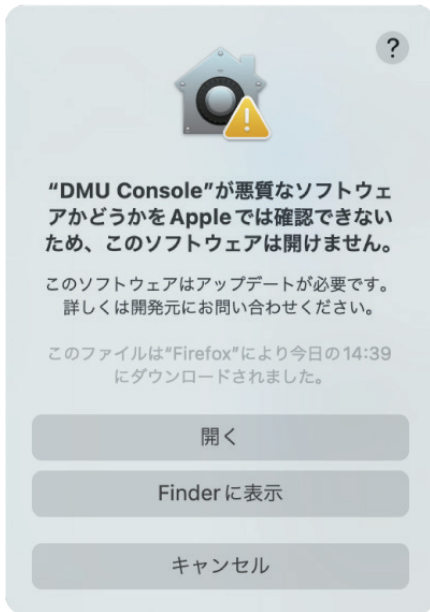 ?
“DMU Console”が悪質なソフトウェ
アかどうかをAppleでは確認できない
ため、このソフトウェアは開けません。
このソフトウェアはアップデートが必要です。
詳しくは開発元にお問い合わせください。
このファイルは“Firefox”により今日の14:39
にダウンロードされました。
開く
Finderに表示
キャンセル